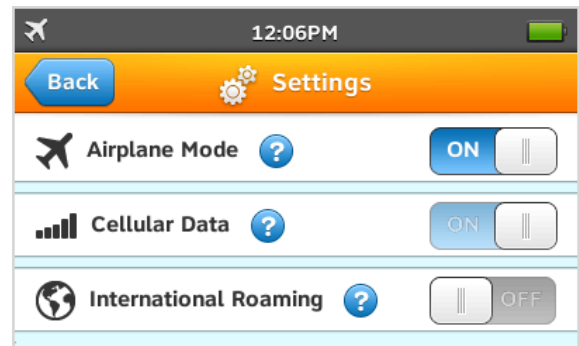 12:06PM
Back Settings
Airplane Mode ? ON
Cellular Data ? ON
International Roaming ? OFF